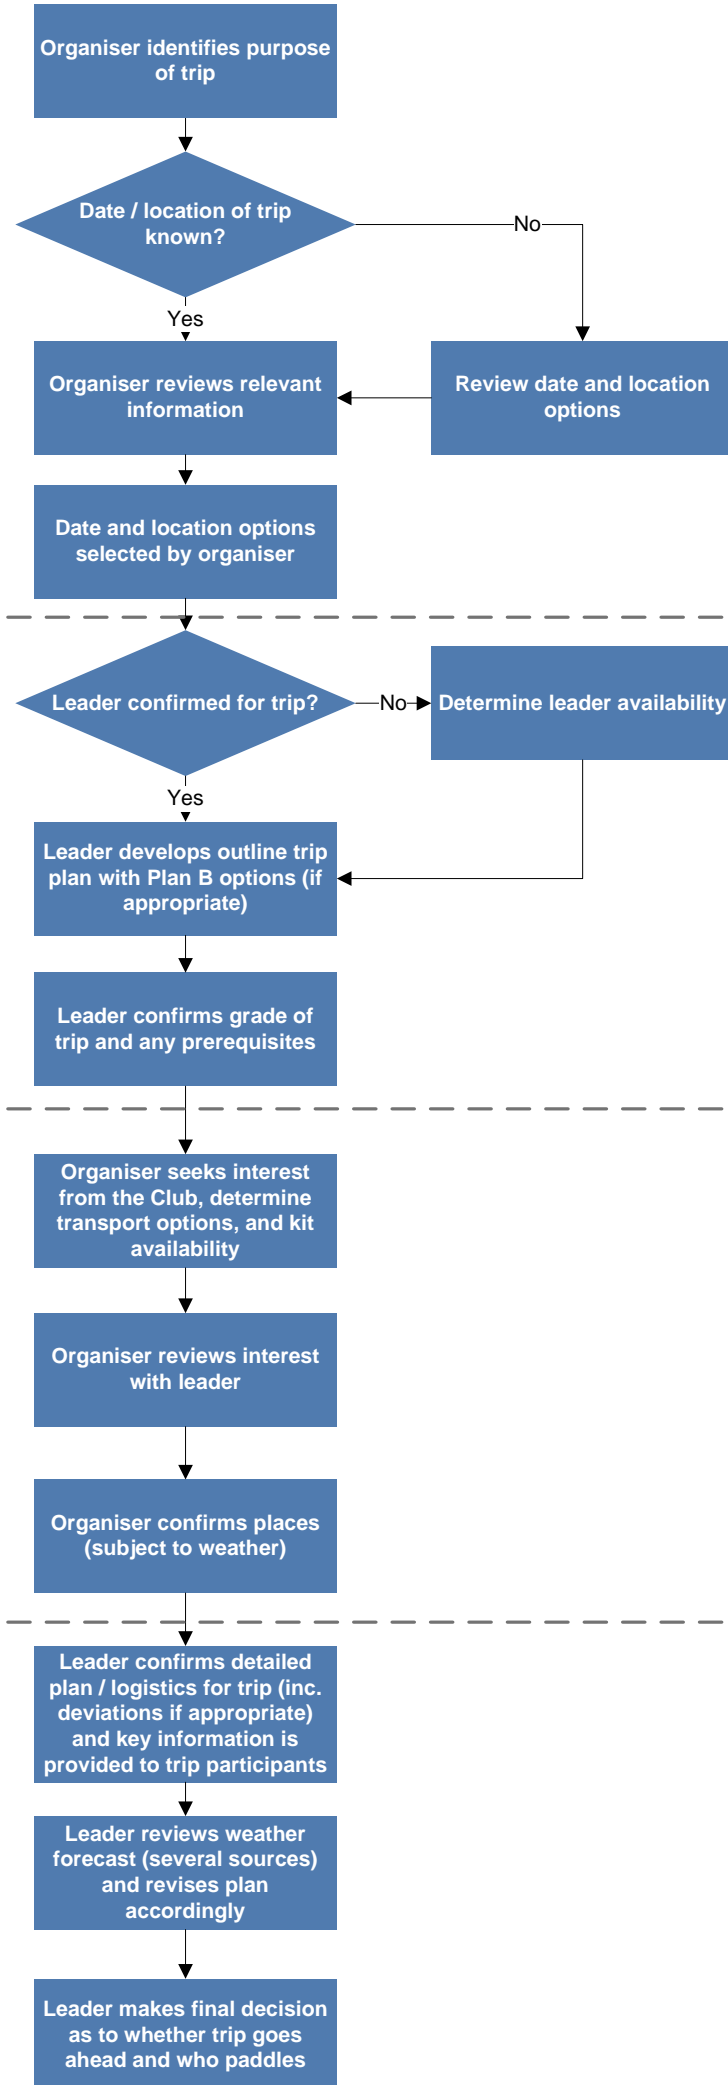 Organiser identifies purpose
of trip
Date / location of trip
known?
No
Yes
Organiser reviews relevant
information
Review date and location
options
Date and location options
selected by organiser
Leader confirmed for trip?
No
Determine leader availability
Yes
Leader develops outline trip
plan with Plan B options (if
appropriate)
Leader confirms grade of
trip and any prerequisites
Organiser seeks interest
from the Club, determine
transport options, and kit
availability
Organiser reviews interest
with leader
Organiser confirms places
(subject to weather)
Leader confirms detailed
plan / logistics for trip (inc.
deviations if appropriate)
and key information is
provided to trip participants
Leader reviews weather
forecast (several sources)
and revises plan
accordingly
Leader makes final decision
as to whether trip goes
ahead and who paddles